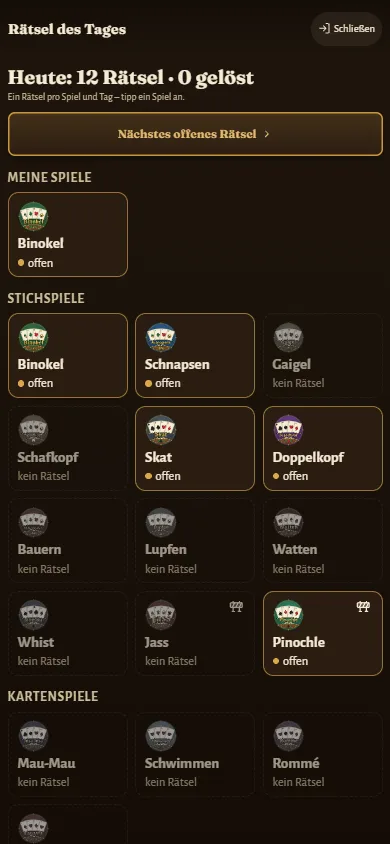 Rätsel des Tages
Schließen
Heute: 12 Rätsel · 0 gelöst
Ein Rätsel pro Spiel und Tag – tipp ein Spiel an.
Nächstes offenes Rätsel ›
MEINE SPIELE
Binokel
offen
STICHSPIELE
Binokel
offen
Schnapsen
offen
Gaigel
kein Rätsel
Schafkopf
kein Rätsel
Skat
offen
Doppelkopf
offen
Bauern
kein Rätsel
Lupfen
kein Rätsel
Watten
kein Rätsel
Whist
kein Rätsel
Jass
kein Rätsel
Pinochle
offen
KARTENSPIELE
Mau-Mau
kein Rätsel
Schwimmen
kein Rätsel
Rommé
kein Rätsel